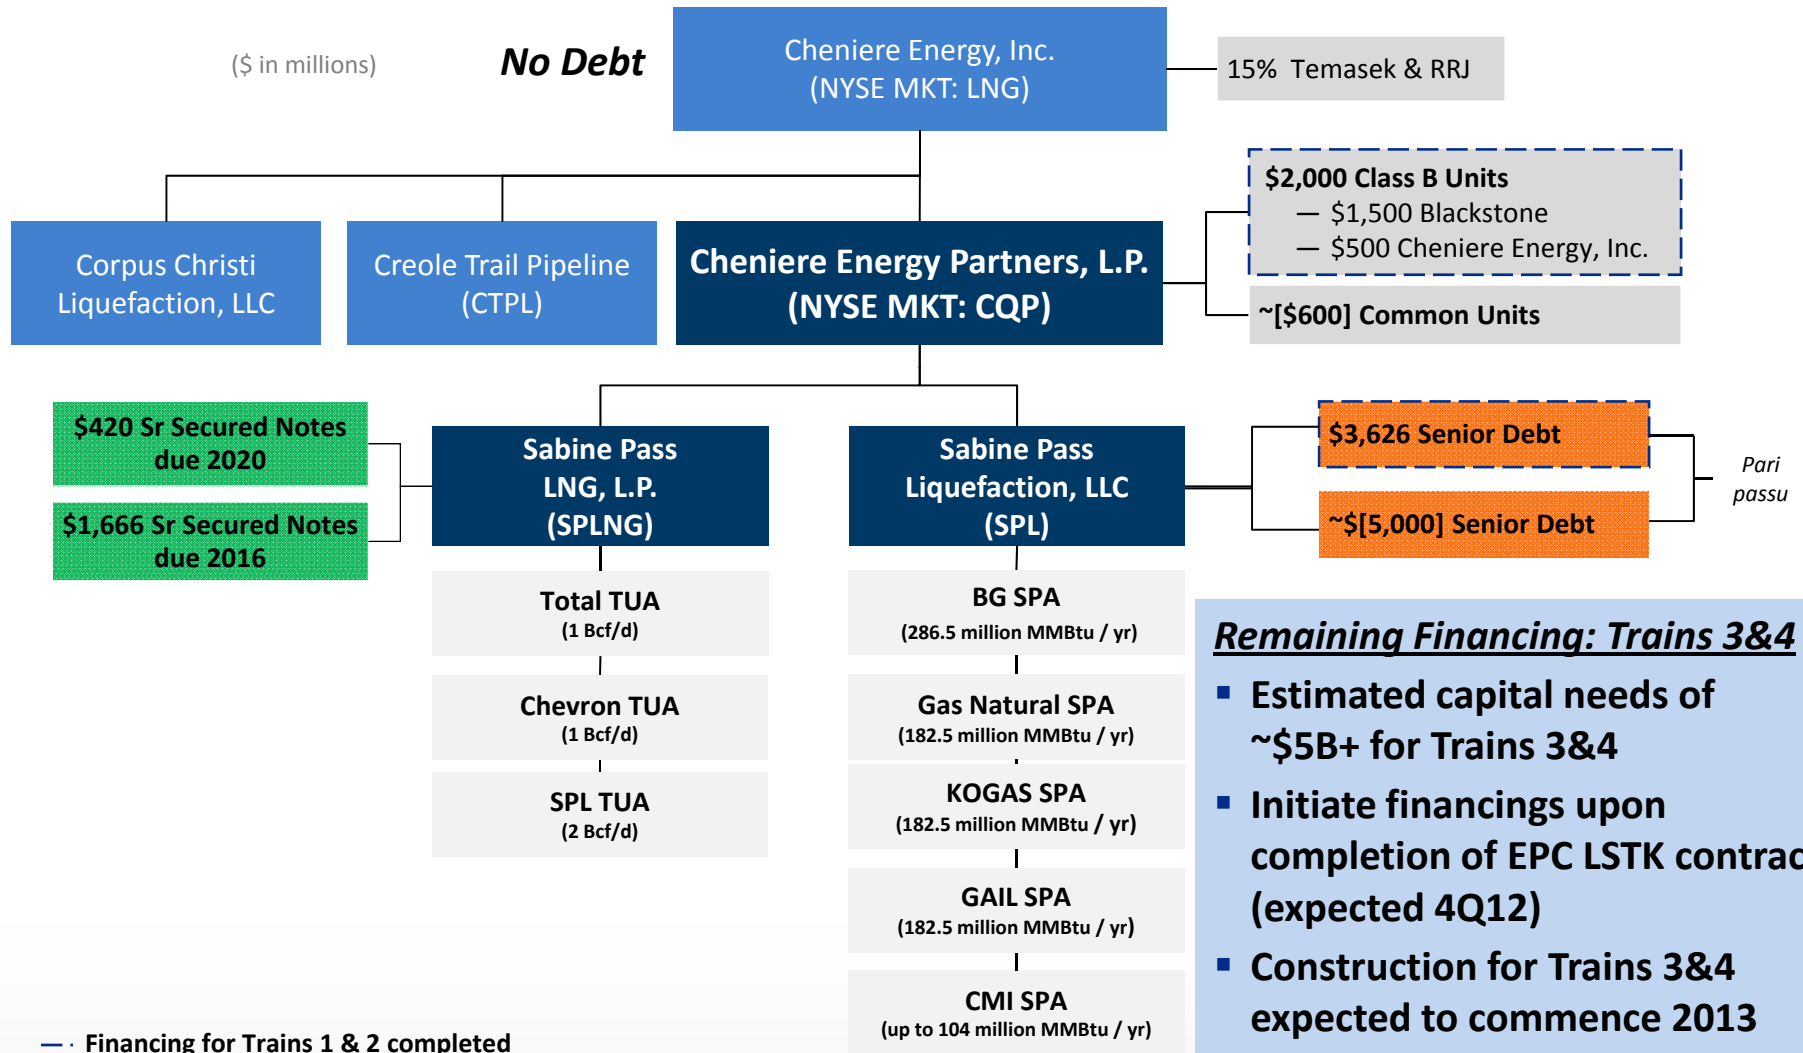 ($ in millions)
No Debt
Cheniere Energy, Inc.
(NYSE MKT: LNG)
15%  Temasek & RRJ
Corpus Christi
Liquefaction, LLC
Creole Trail Pipeline
(CTPL)
Cheniere Energy Partners, L.P.
(NYSE MKT: CQP)
$2,000 Class B Units
— $1,500 Blackstone
— $500 Cheniere Energy, Inc.
~[$600] Common Units
$420 Sr Secured Notes
due 2020
$1,666 Sr Secured Notes
due 2016
Sabine Pass
LNG, L.P.
(SPLNG)
Sabine Pass
Liquefaction, LLC
(SPL)
$3,626 Senior Debt
~$[5,000] Senior Debt
Pari
passu
Total TUA
(1 Bcf/d)
Chevron TUA
(1 Bcf/d)
SPL TUA
(2 Bcf/d)
BG SPA
(286.5 million MMBtu / yr)
Gas Natural SPA
(182.5 million MMBtu / yr)
KOGAS SPA
(182.5 million MMBtu / yr)
GAIL SPA
(182.5 million MMBtu / yr)
CMI SPA
(up to 104 million MMBtu / yr)
Remaining Financing: Trains 3&4
▪ Estimated capital needs of
~$5B+ for Trains 3&4
▪ Initiate financings upon
completion of EPC LSTK contrac
(expected 4Q12)
▪ Construction for Trains 3&4
expected to commence 2013
Financing for Trains 1 & 2 completed